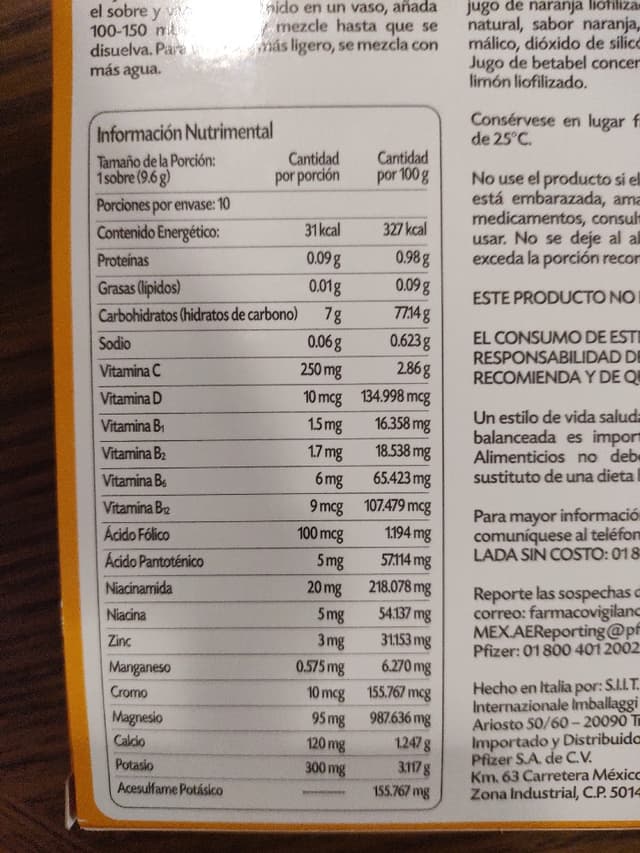 el sobre y
nido en un vaso, añada
100-150
mezcle hasta que se
disuelva. Para
más ligero, se mezcla con
más agua.
Información Nutrimental
Tamaño de la Porción:
1 sobre (9.6 g)
Cantidad
por porción
Cantidad
por 100 g
Porciones por envase: 10
Contenido Energético: 31 kcal 327 kcal
Proteínas 0.09 g 0.98 g
Grasas (lípidos) 0.01 g 0.09 g
Carbohidratos (hidratos de carbono) 7 g 77.14 g
Sodio 0.06 g 0.623 g
Vitamina C 250 mg 2.86 g
Vitamina D 10 mcg 134.998 mcg
Vitamina B1 1.5 mg 16.358 mg
Vitamina B2 1.7 mg 18.538 mg
Vitamina B6 6 mg 65.423 mg
Vitamina B12 9 mcg 107.479 mcg
Ácido Fólico 100 mcg 1.194 mg
Ácido Pantoténico 5 mg 57.114 mg
Niacinamida 20 mg 218.078 mg
Niacina 5 mg 54.137 mg
Zinc 3 mg 31.153 mg
Manganeso 0.575 mg 6.270 mg
Cromo 10 mcg 155.767 mcg
Magnesio 95 mg 987.636 mg
Calcio 120 mg 1.247 g
Potasio 300 mg 3.117 g
Acesulfame Potásico -------- 155.767 mg
jugo de naranja liofiliza
natural, sabor naranja,
málico, dióxido de silic
Jugo de betabel concen
limón liofilizado.
Consérvese en lugar f
de 25°C.
No use el producto si el
está embarazada, ama
medicamentos, consul
usar. No se deje al al
exceda la porción recor
ESTE PRODUCTO NO
EL CONSUMO DE EST
RESPONSABILIDAD DE
RECOMIENDA Y DE Q
Un estilo de vida saluda
balanceada es import
Alimenticios no debe
sustituto de una dieta
Para mayor informació
comuníquese al teléfon
LADA SIN COSTO: 01 8
Reporte las sospechas d
correo: farmacovigilanc
MEX.AEReporting@pf
Pfizer: 01 800 401 2002
Hecho en Italia por: S.I.I.T.
Internazionale Imballaggi
Ariosto 50/60 – 20090 T
Importado y Distribuido
Pfizer S.A. de C.V.
Km. 63 Carretera México
Zona Industrial, C.P. 5014